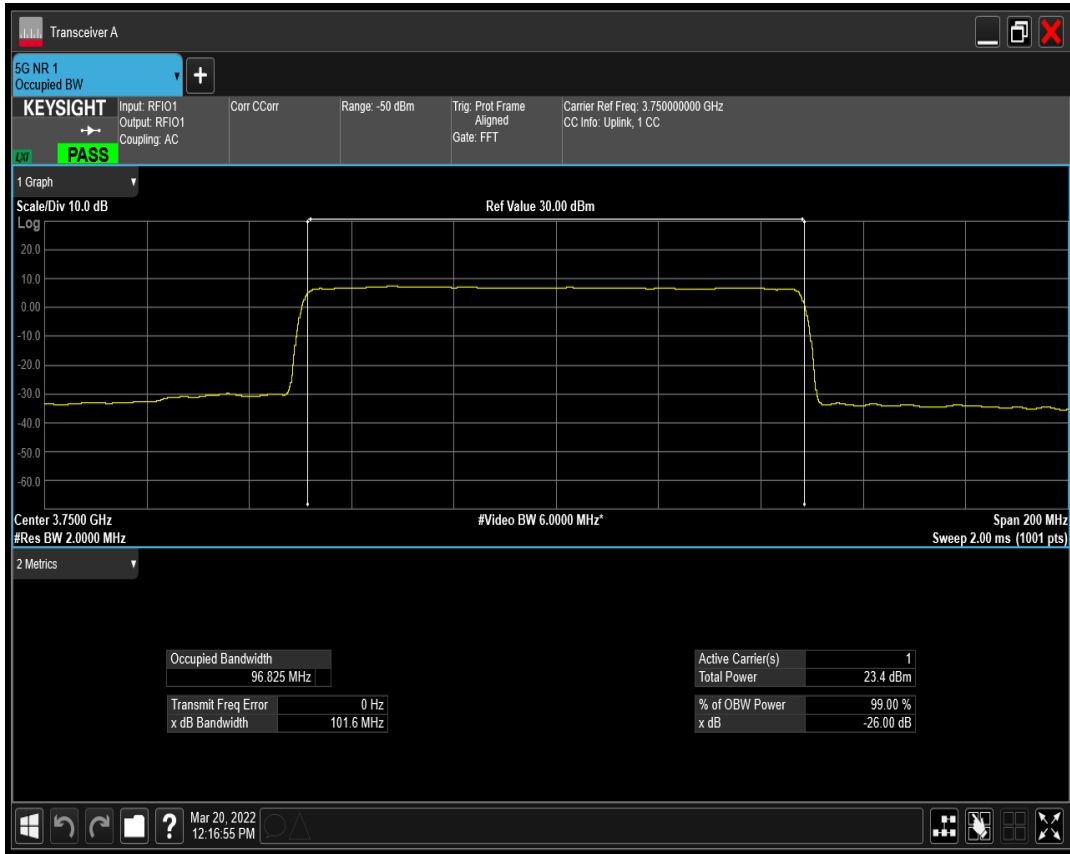 Transceiver A
5G NR 1
Occupied BW
+
KEYSIGHT
Input: RFIO1
Output: RFIO1
Coupling: AC
Corr CCorr
Range: -50 dBm
Trig: Prot Frame
Aligned
Gate: FFT
Carrier Ref Freq: 3.750000000 GHz
CC Info: Uplink, 1 CC
LXI
PASS
1 Graph
Scale/Div 10.0 dB
Ref Value 30.00 dBm
Log
20.0
10.0
0.00
-10.0
-20.0
-30.0
-40.0
-50.0
-60.0
Center 3.7500 GHz
#Video BW 6.0000 MHz*
Span 200 MHz
#Res BW 2.0000 MHz
Sweep 2.00 ms (1001 pts)
2 Metrics
Occupied Bandwidth
96.825 MHz
Transmit Freq Error 0 Hz
x dB Bandwidth 101.6 MHz
Active Carrier(s) 1
Total Power 23.4 dBm
% of OBW Power 99.00 %
x dB -26.00 dB
?
Mar 20, 2022
12:16:55 PM